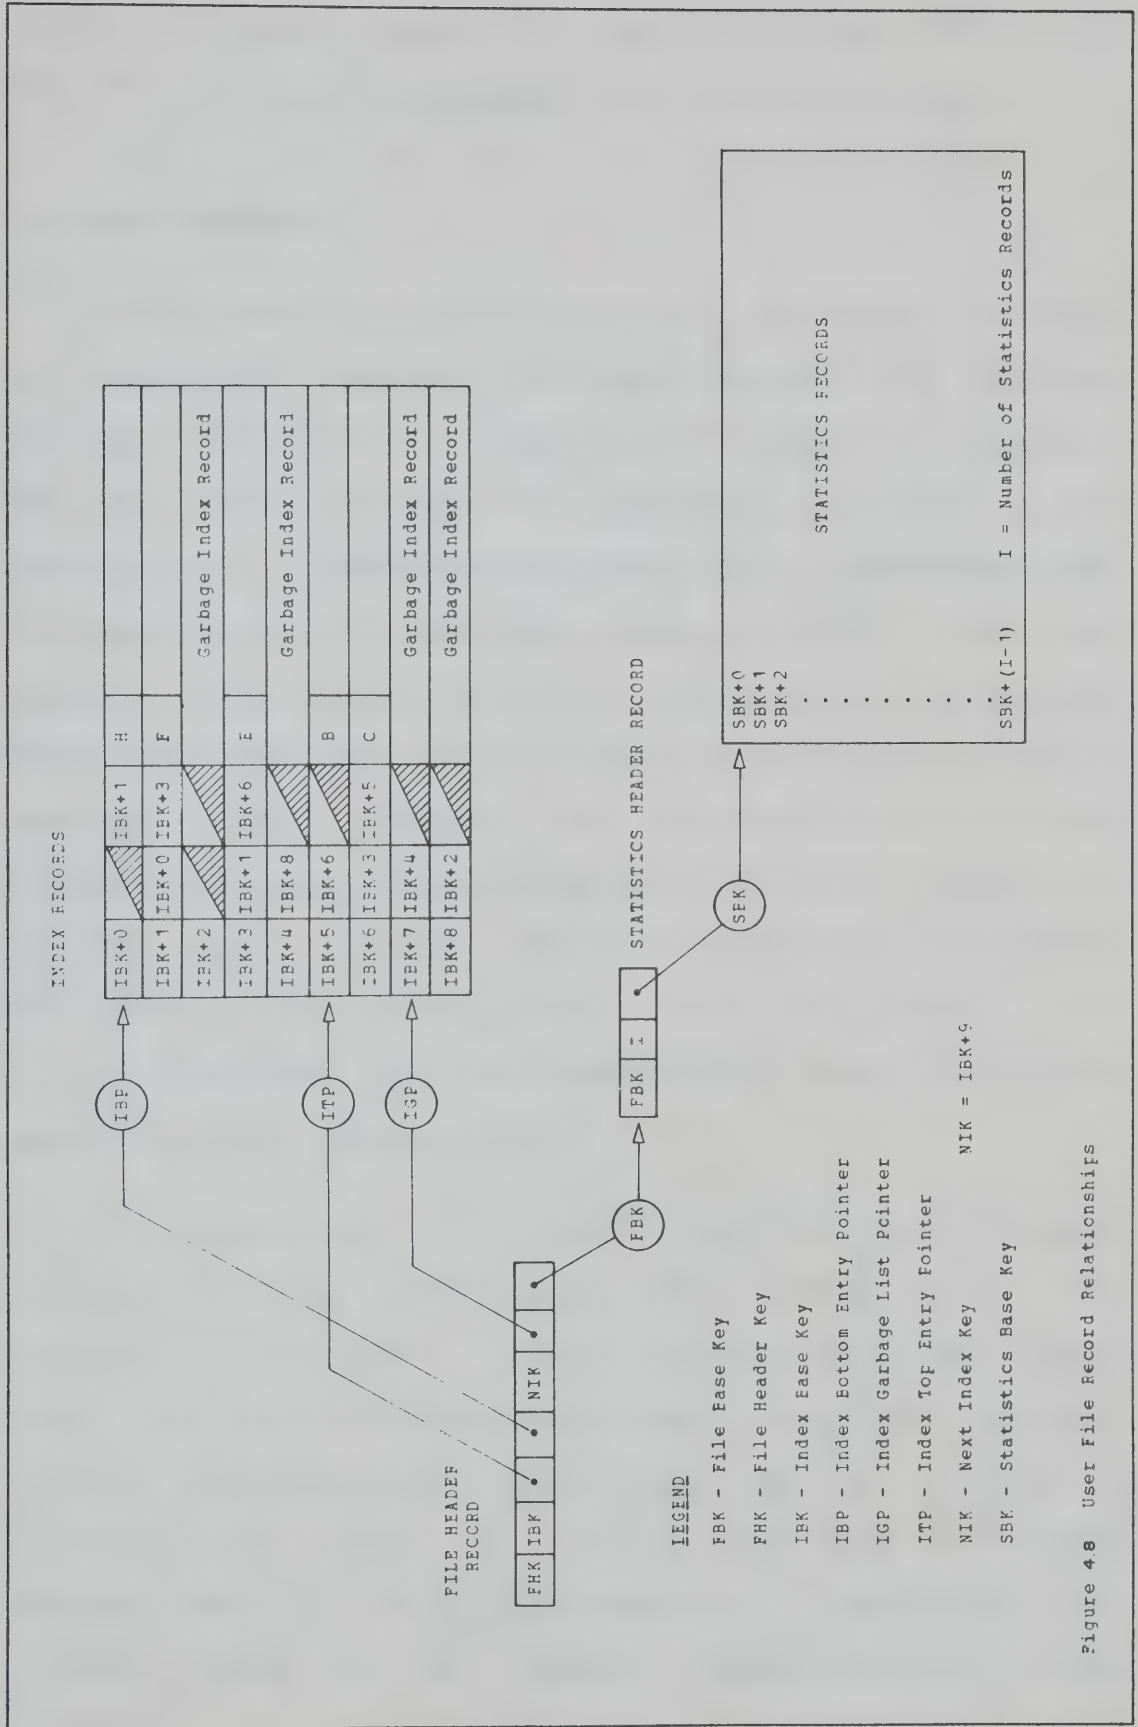 INDEX RECORDS
IBK+0 IBK+1 H
IBK+1 IBK+0 IBK+3 F
IBK+2 Garbage Index Record
IBK+3 IBK+1 IBK+6 E
IBK+4 IBK+8 Garbage Index Record
IBK+5 IBK+6 B
IBK+6 IBK+3 IBK+5 C
IBK+7 IBK+4 Garbage Index Record
IBK+8 IBK+2 Garbage Index Record
IBP
ITP
IGP
FILE HEADER
RECORD
FHK IBK NIK
FBK
STATISTICS HEADER RECORD
FBK I
SBK
SBK+0
SBK+1
SBK+2
STATISTICS RECORDS
SBK+(I-1) I = Number of Statistics Records
LEGEND
FBK - File Base Key
FHK - File Header Key
IBK - Index Base Key
IBP - Index Bottom Entry Pointer
IGP - Index Garbage List Pointer
ITP - Index Top Entry Pointer
NIK - Next Index Key NIK = IBK+9
SBK - Statistics Base Key
Figure 4.8 User File Record Relationships